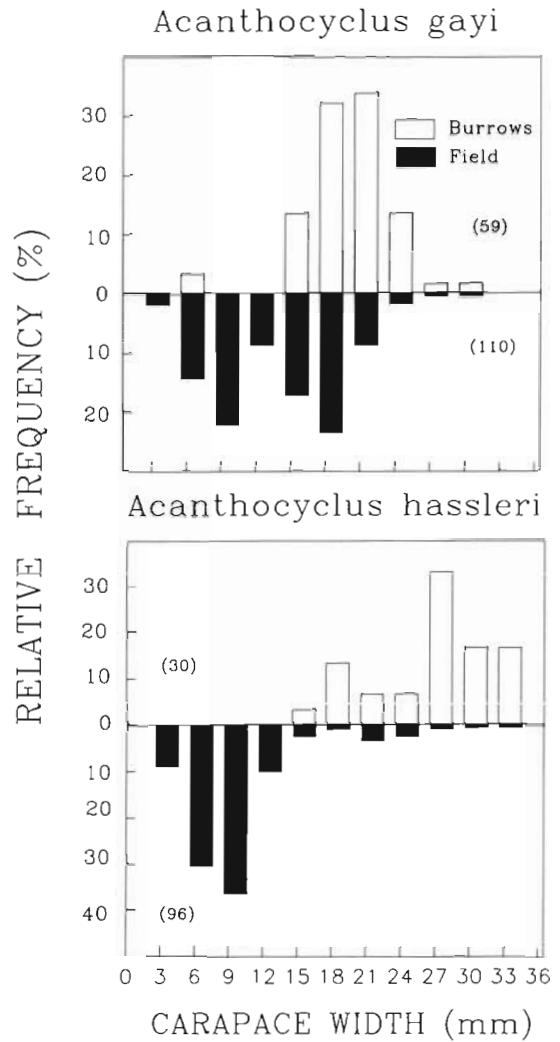 Acanthocyclus gayi
30
20
10
0
10
20
Burrows
Field
(59)
(110)
RELATIVE FREQUENCY (%)
Acanthocyclus hassleri
30
20
10
0
10
20
30
40
(30)
(96)
0 3 6 9 12 15 18 21 24 27 30 33 36
CARAPACE WIDTH (mm)